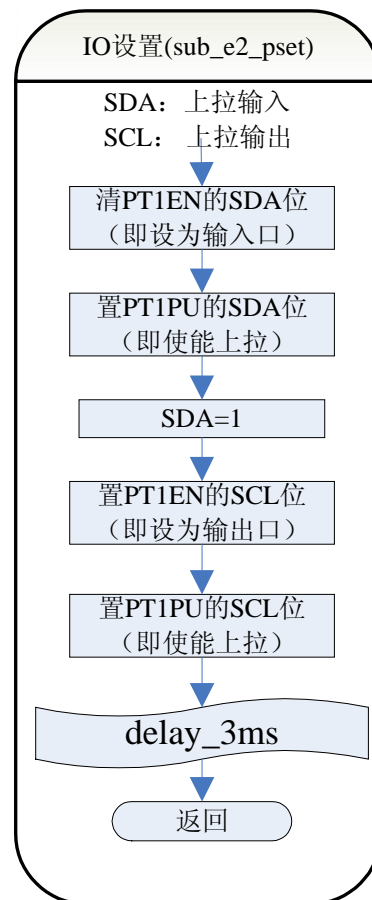 IO设置(sub_e2_pset)
SDA：上拉输入
SCL： 上拉输出
清PT1EN的SDA位
（即设为输入口）
置PT1PU的SDA位
（即使能上拉）
SDA=1
置PT1EN的SCL位
（即设为输出口）
置PT1PU的SCL位
（即使能上拉）
delay_3ms
返回